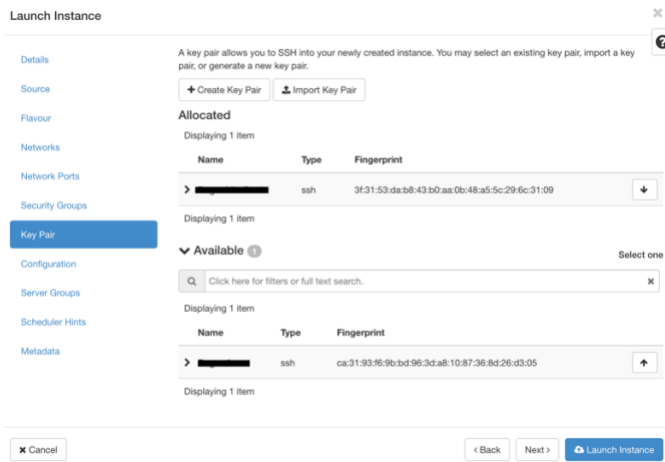 Launch Instance
Details
Source
Flavour
Networks
Network Ports
Security Groups
Key Pair
Configuration
Server Groups
Scheduler Hints
Metadata
A key pair allows you to SSH into your newly created instance. You may select an existing key pair, import a key
pair, or generate a new key pair.
Create Key Pair
Import Key Pair
Allocated
Displaying 1 item
Name Type Fingerprint
ssh 3f:31:53:da:b8:43:b0:aa:0b:48:a5:5c:29:6c:31:09
Displaying 1 item
Available 1
Select one
Click here for filters or full text search.
Displaying 1 item
Name Type Fingerprint
ssh ca:31:93:f6:9b:bd:96:3d:a8:10:87:36:8d:26:d3:05
Displaying 1 item
Cancel
< Back
Next >
Launch Instance